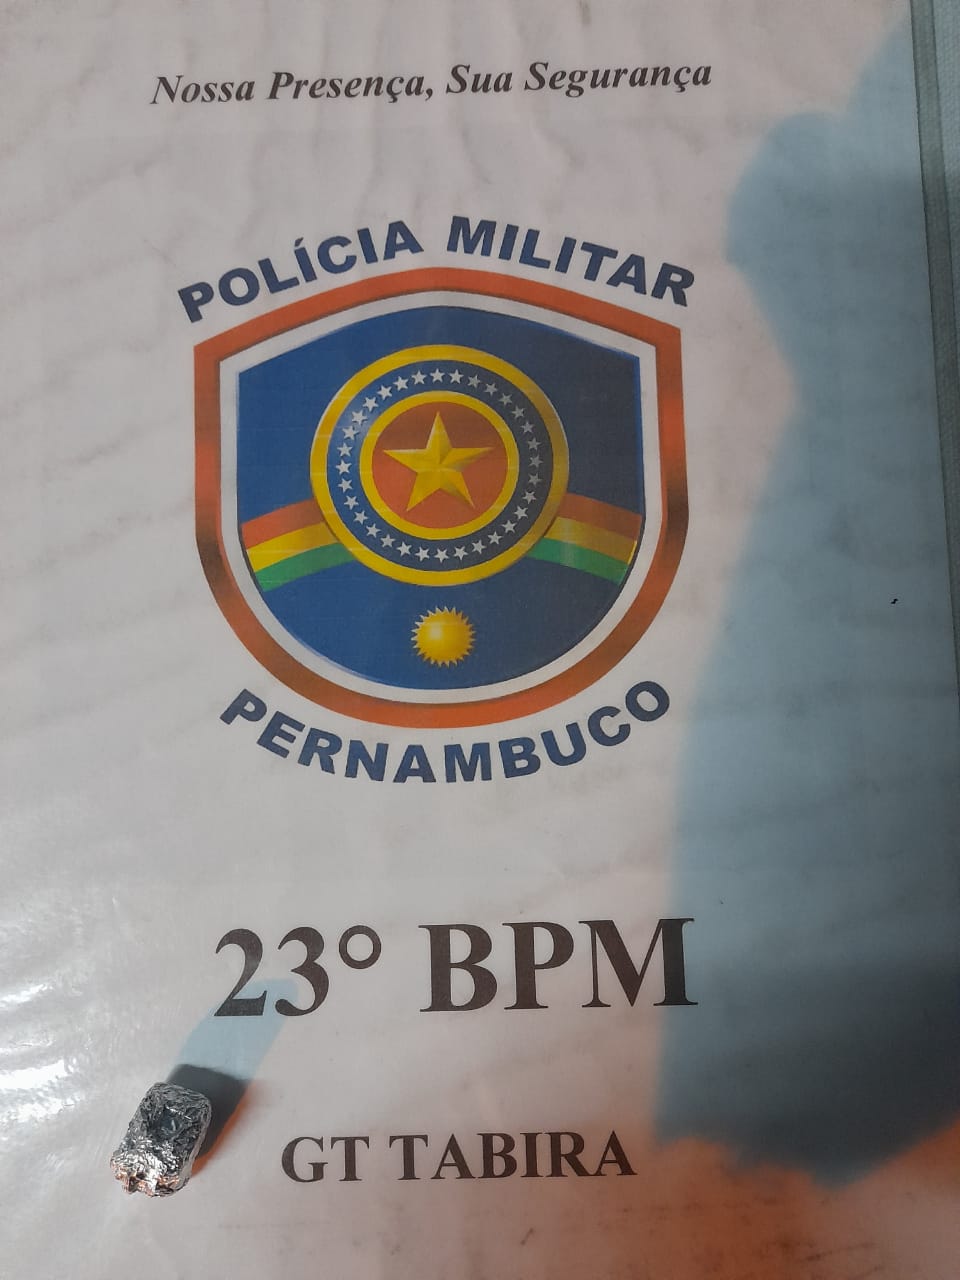 Nossa Presença, Sua Segurança
POLÍCIA MILITAR
PERNAMBUCO
23° BPM
GT TABIRA